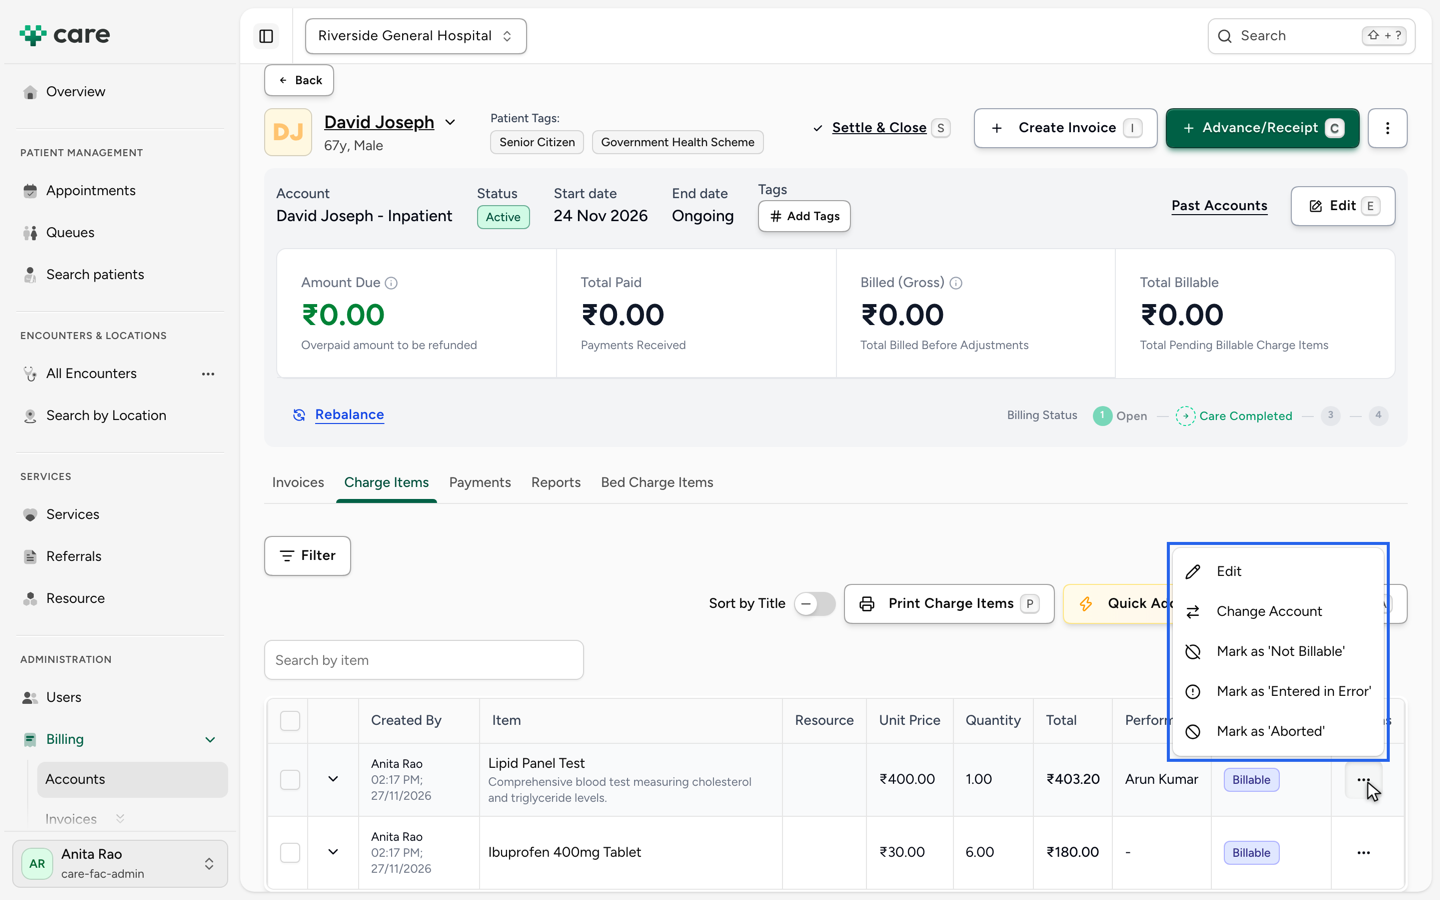 care
Riverside General Hospital
Search
+ ?
Overview
PATIENT MANAGEMENT
Appointments
Queues
Search patients
ENCOUNTERS & LOCATIONS
All Encounters
Search by Location
SERVICES
Services
Referrals
Resource
ADMINISTRATION
Users
Billing
Accounts
Invoices
AR
Anita Rao
care-fac-admin
Back
DJ
David Joseph
67y, Male
Patient Tags:
Senior Citizen
Government Health Scheme
Settle & Close S
+ Create Invoice I
+ Advance/Receipt C
Account
David Joseph - Inpatient
Status
Active
Start date
24 Nov 2026
End date
Ongoing
Tags
# Add Tags
Past Accounts
Edit E
Amount Due
₹0.00
Overpaid amount to be refunded
Total Paid
₹0.00
Payments Received
Billed (Gross)
₹0.00
Total Billed Before Adjustments
Total Billable
₹0.00
Total Pending Billable Charge Items
Rebalance
Billing Status 1 Open Care Completed 3 4
Invoices Charge Items Payments Reports Bed Charge Items
Filter
Sort by Title
Print Charge Items P
Quick
Edit
Change Account
Mark as 'Not Billable'
Mark as 'Entered in Error'
Mark as 'Aborted'
Search by item
Created By Item Resource Unit Price Quantity Total
Anita Rao
02:17 PM;
27/11/2026
Lipid Panel Test
Comprehensive blood test measuring cholesterol
and triglyceride levels.
₹400.00 1.00 ₹403.20 Arun Kumar Billable
Anita Rao
02:17 PM;
27/11/2026
Ibuprofen 400mg Tablet ₹30.00 6.00 ₹180.00 - Billable